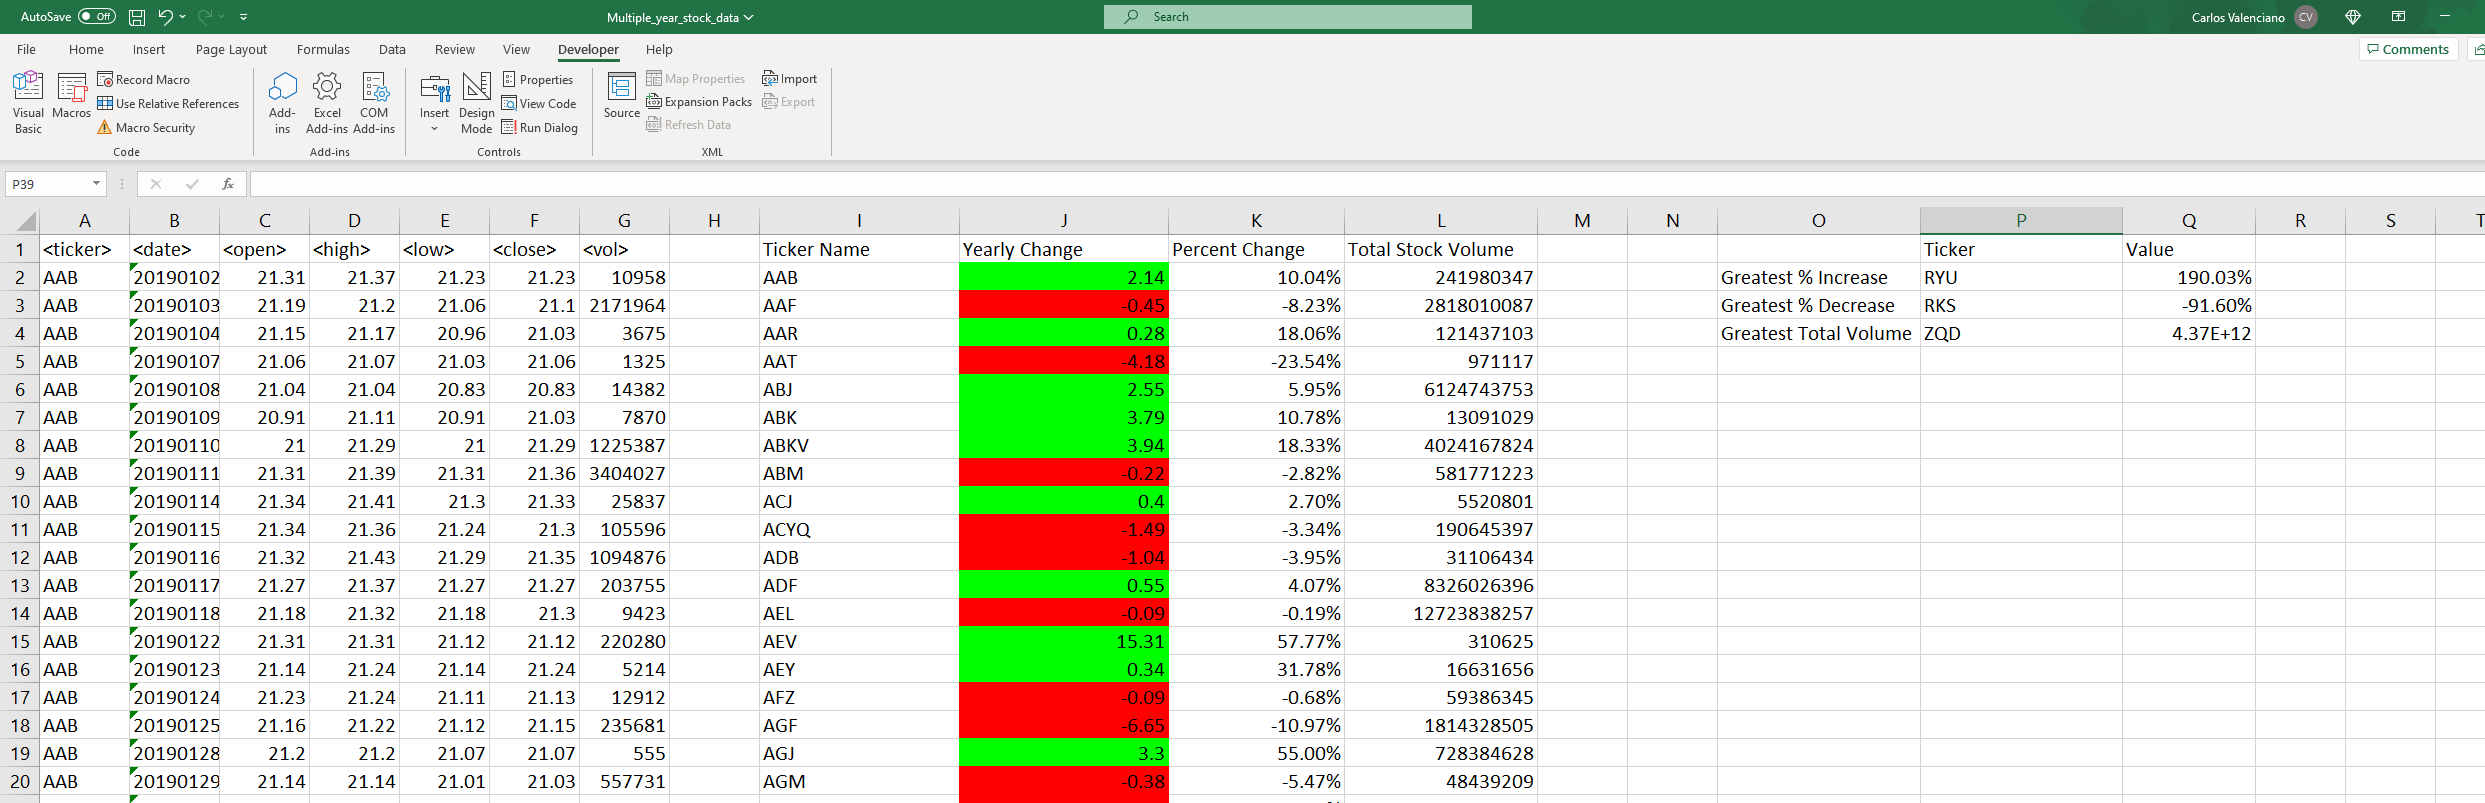 AutoSave Off Multiple_year_stock_data Search Carlos Valenciano CV
File Home Insert Page Layout Formulas Data Review View Developer Help Comments
Visual Basic
Macros
Record Macro
Use Relative References
Macro Security
Code
Add-ins
Excel Add-ins
COM Add-ins
Add-ins
Insert
Design Mode
Properties
View Code
Run Dialog
Controls
Source
Map Properties
Expansion Packs
Refresh Data
Import
Export
XML
P39 fx
A B C D E F G H I J K L M N O P Q R S T
1 <ticker> <date> <open> <high> <low> <close> <vol> Ticker Name Yearly Change Percent Change Total Stock Volume Ticker Value
2 AAB 20190102 21.31 21.37 21.23 21.23 10958 AAB 2.14 10.04% 241980347 Greatest % Increase RYU 190.03%
3 AAB 20190103 21.19 21.2 21.06 21.1 2171964 AAF -0.45 -8.23% 2818010087 Greatest % Decrease RKS -91.60%
4 AAB 20190104 21.15 21.17 20.96 21.03 3675 AAR 0.28 18.06% 121437103 Greatest Total Volume ZQD 4.37E+12
5 AAB 20190107 21.06 21.07 21.03 21.06 1325 AAT -4.18 -23.54% 971117
6 AAB 20190108 21.04 21.04 20.83 20.83 14382 ABJ 2.55 5.95% 6124743753
7 AAB 20190109 20.91 21.11 20.91 21.03 7870 ABK 3.79 10.78% 13091029
8 AAB 20190110 21 21.29 21 21.29 1225387 ABKV 3.94 18.33% 4024167824
9 AAB 20190111 21.31 21.39 21.31 21.36 3404027 ABM -0.22 -2.82% 581771223
10 AAB 20190114 21.34 21.41 21.3 21.33 25837 ACJ 0.4 2.70% 5520801
11 AAB 20190115 21.34 21.36 21.24 21.3 105596 ACYQ -1.49 -3.34% 190645397
12 AAB 20190116 21.32 21.43 21.29 21.35 1094876 ADB -1.04 -3.95% 31106434
13 AAB 20190117 21.27 21.37 21.27 21.27 203755 ADF 0.55 4.07% 8326026396
14 AAB 20190118 21.18 21.32 21.18 21.3 9423 AEL -0.09 -0.19% 12723838257
15 AAB 20190122 21.31 21.31 21.12 21.12 220280 AEV 15.31 57.77% 310625
16 AAB 20190123 21.14 21.24 21.14 21.24 5214 AEY 0.34 31.78% 16631656
17 AAB 20190124 21.23 21.24 21.11 21.13 12912 AFZ -0.09 -0.68% 59386345
18 AAB 20190125 21.16 21.22 21.12 21.15 235681 AGF -6.65 -10.97% 1814328505
19 AAB 20190128 21.2 21.2 21.07 21.07 555 AGJ 3.3 55.00% 728384628
20 AAB 20190129 21.14 21.14 21.01 21.03 557731 AGM -0.38 -5.47% 48439209